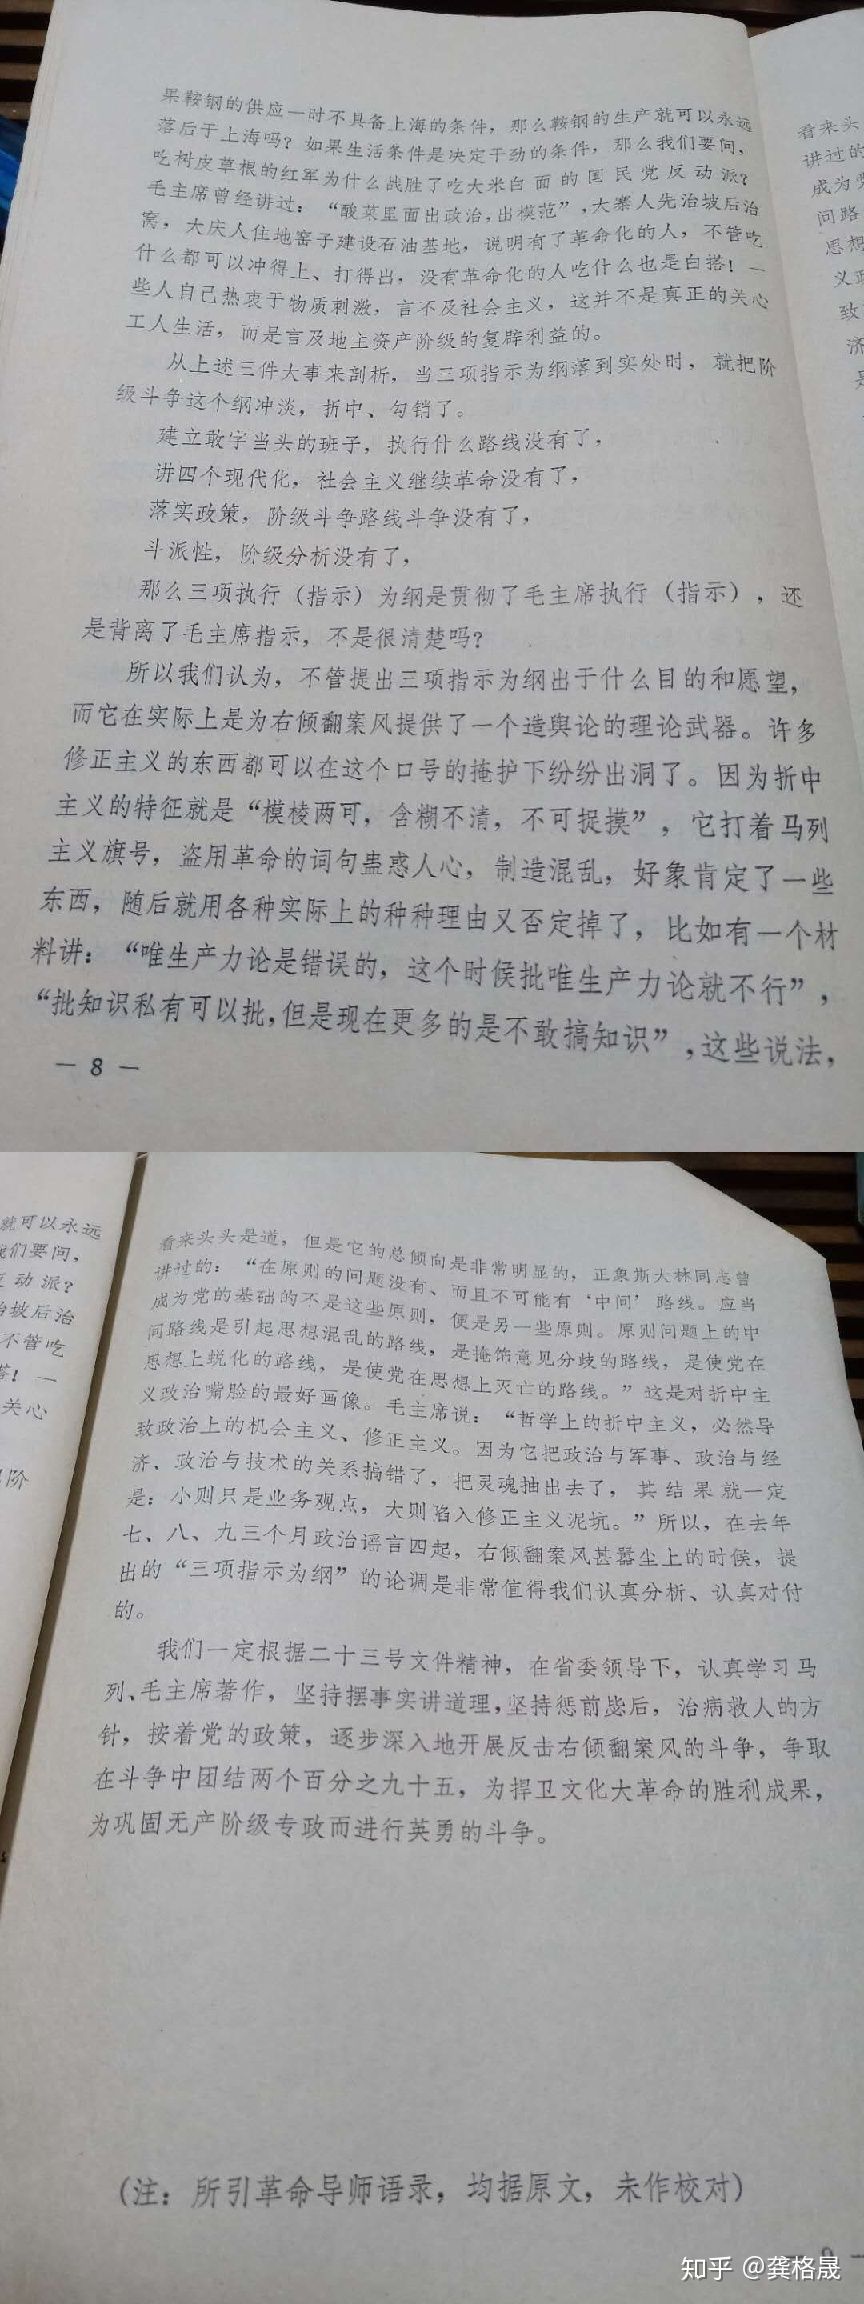 果鞍钢的供应一时不具备上海的条件，那么鞍钢的生产就可以永远
落后于上海吗？如果生活条件是决定干劲的条件，那么我们要问，
吃树皮草根的红军为什么战胜了吃大米白面的国民党反动派？
毛主席曾经讲过：“酸菜里面出政治，出模范”，大寨人先治坡后治
窝，大庆人住地窑子建设石油基地，说明有了革命化的人，不管吃
什么都可以冲得上、打得出，没有革命化的人吃什么也是白搭！一
些人自己热衷于物质刺激，言不及社会主义，这并不是真正的关心
工人生活，而是言及地主资产阶级的复辟利益的。
从上述三件大事来剖析，当三项指示为纲落到实处时，就把阶
级斗争这个纲冲淡，折中、勾销了。
建立敢字当头的班子，执行什么路线没有了，
讲四个现代化，社会主义继续革命没有了，
落实政策，阶级斗争路线斗争没有了，
斗派性，阶级分析没有了，
那么三项执行（指示）为纲是贯彻了毛主席执行（指示），还
是背离了毛主席指示，不是很清楚吗？
所以我们认为，不管提出三项指示为纲出于什么目的和愿望，
而它在实际上是为右倾翻案风提供了一个造舆论的理论武器。许多
修正主义的东西都可以在这个口号的掩护下纷纷出洞了。因为折中
主义的特征就是“模棱两可，含糊不清，不可捉摸”，它打着马列
主义旗号，盗用革命的词句蛊惑人心，制造混乱，好象肯定了一些
东西，随后就用各种实际上的种种理由又否定掉了，比如有一个材
料讲：“唯生产力论是错误的，这个时候批唯生产力论就不行”，
“批知识私有可以批，但是现在更多的是不敢搞知识”，这些说法，
— 8 —
看来头
讲过的
成为党
问路
思想
义政
致
济
是
就可以永远
我们要问，
反动派？
治坡后治
不管吃
搭！一
关心
阶
看来头头是道，但是它的总倾向是非常明显的，正象斯大林同志曾
讲过的：“在原则的问题没有、而且不可能有‘中间’路线。应当
成为党的基础的不是这些原则，便是另一些原则。原则问题上的中
间路线是引起思想混乱的路线，是掩饰意见分歧的路线，是使党在
思想上蜕化的路线，是使党在思想上灭亡的路线。”这是对折中主
义政治嘴脸的最好画像。毛主席说：“哲学上的折中主义，必然导
致政治上的机会主义、修正主义。因为它把政治与军事、政治与经
济、政治与技术的关系搞错了，把灵魂抽出去了，其结果就一定
是：小则只是业务观点，大则陷入修正主义泥坑。”所以，在去年
七、八、九三个月政治谣言四起，右倾翻案风甚嚣尘上的时候，提
出的“三项指示为纲”的论调是非常值得我们认真分析、认真对付
的。
我们一定根据二十三号文件精神，在省委领导下，认真学习马
列、毛主席著作，坚持摆事实讲道理，坚持惩前毖后，治病救人的方
针，按着党的政策，逐步深入地开展反击右倾翻案风的斗争，争取
在斗争中团结两个百分之九十五，为捍卫文化大革命的胜利成果，
为巩固无产阶级专政而进行英勇的斗争。
（注：所引革命导师语录，均据原文，未作校对）
— 9 —
知乎 @龚格晟